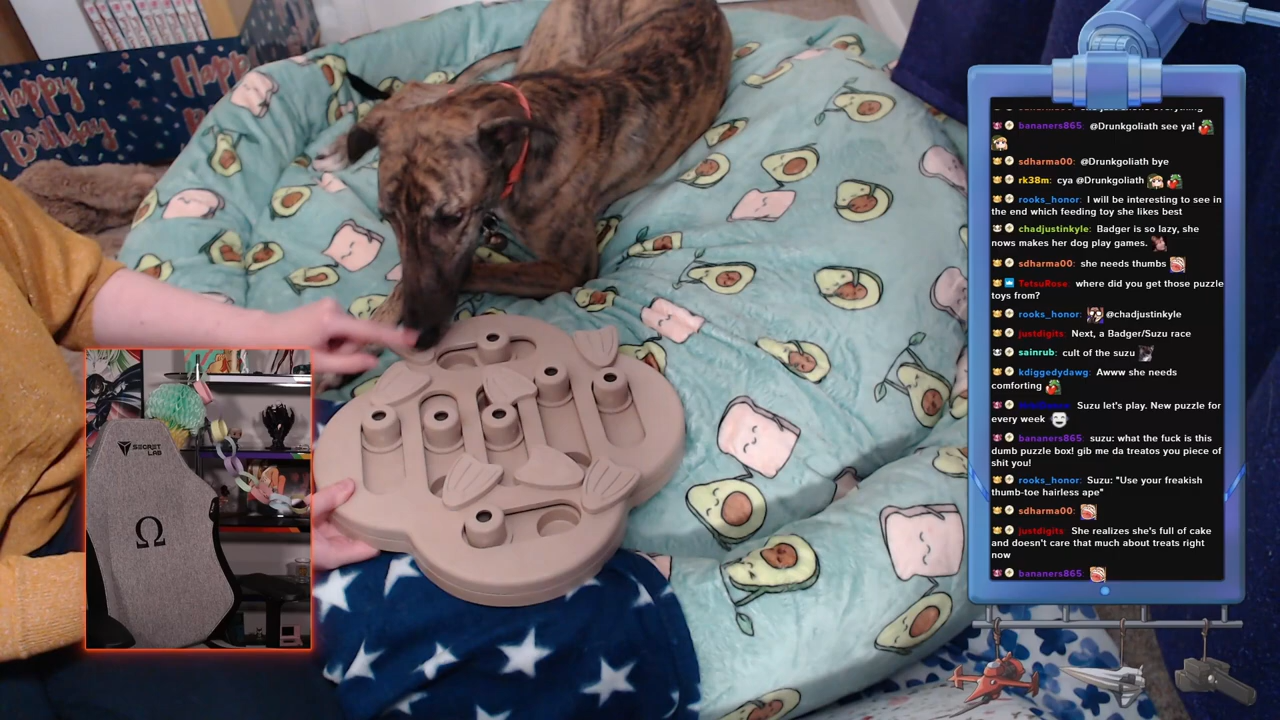 Happy
Birthday
Happy
SECRET
LAB
Ω
bananers865: @Drunkgoliath see ya!
sdharma00: @Drunkgoliath bye
rk38m: cya @Drunkgoliath
rooks_honor: I will be interesting to see in
the end which feeding toy she likes best
chadjustinkyle: Badger is so lazy, she
nows makes her dog play games.
sdharma00: she needs thumbs
TetsuRose: where did you get those puzzle
toys from?
rooks_honor: @chadjustinkyle
justdigits: Next, a Badger/Suzu race
sainrub: cult of the suzu
kdiggedydawg: Awww she needs
comforting
Suzu let's play. New puzzle for
every week
bananers865: suzu: what the fuck is this
dumb puzzle box! gib me da treatos you piece of
shit you!
rooks_honor: Suzu: "Use your freakish
thumb-toe hairless ape"
sdharma00:
justdigits: She realizes she's full of cake
and doesn't care that much about treats right
now
bananers865: